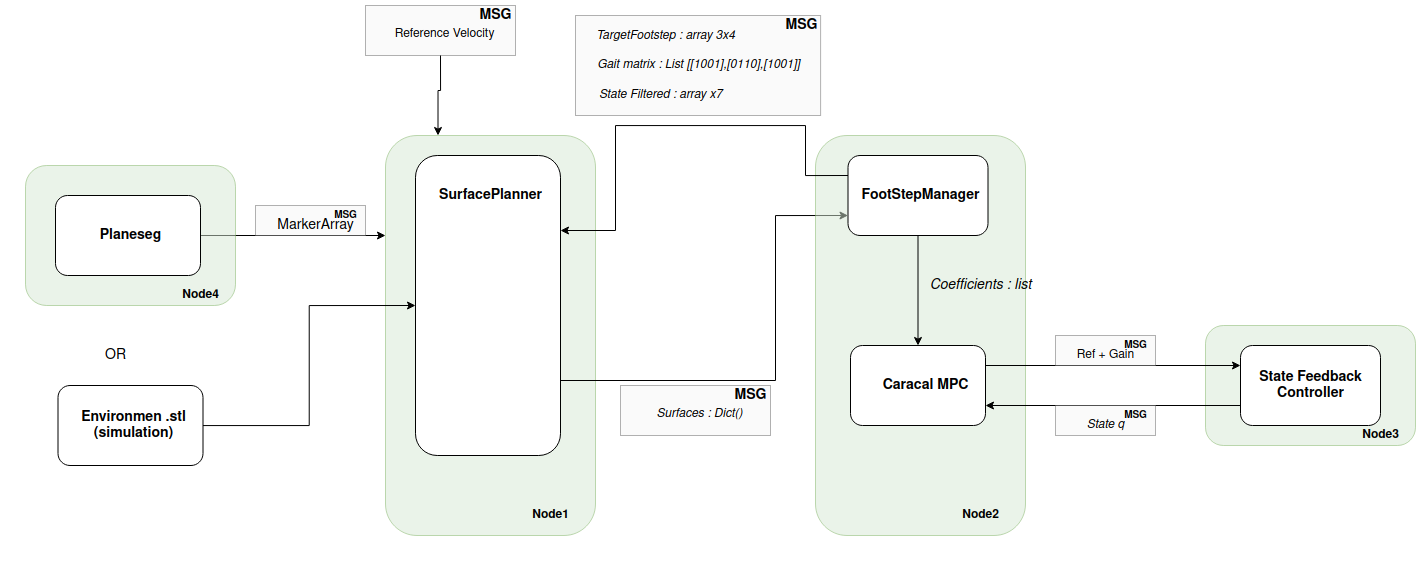 MSG
Reference Velocity
MSG
TargetFootstep : array 3x4
Gait matrix : List [[1001],[0110],[1001]]
State Filtered : array x7
SurfacePlanner
FootStepManager
Planeseg
MSG
MarkerArray
Node4
Coefficients : list
OR
Environmen .stl
(simulation)
MSG
Surfaces : Dict()
Caracal MPC
MSG
Ref + Gain
MSG
State q
State Feedback
Controller
Node3
Node1
Node2